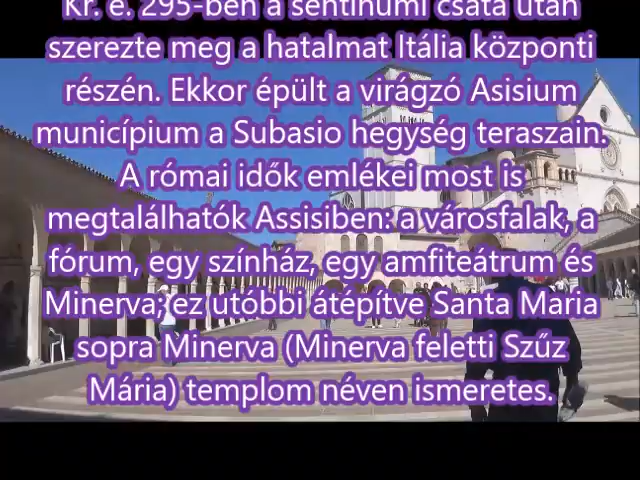 Kr. e. 295-ben a sentinumi csata után
szerezte meg a hatalmat Itália központi
részén. Ekkor épült a virágzó Asisium
municípium a Subasio hegység teraszain.
A római idők emlékei most is
megtalálhatók Assisiben: a városfalak, a
fórum, egy színház, egy amfiteátrum és
Minerva; ez utóbbi átépítve Santa Maria
sopra Minerva (Minerva feletti Szűz
Mária) templom néven ismeretes.